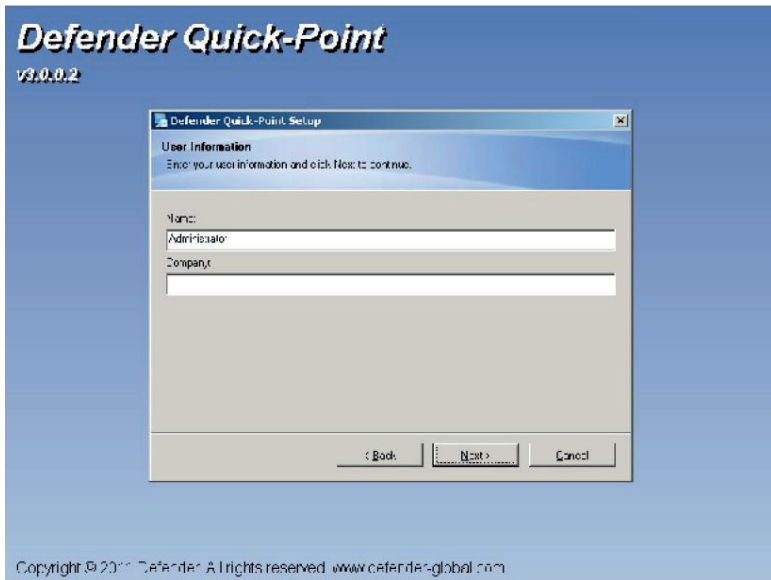 Defender Quick-Point
v3.0.0.2
Defender Quick-Point Setup
User Information
Enter your user information and click Next to continue.
Name:
Administrator
Company:
< Back
Next >
Cancel
Copyright © 2011 Defender All rights reserved www.defender-global.com